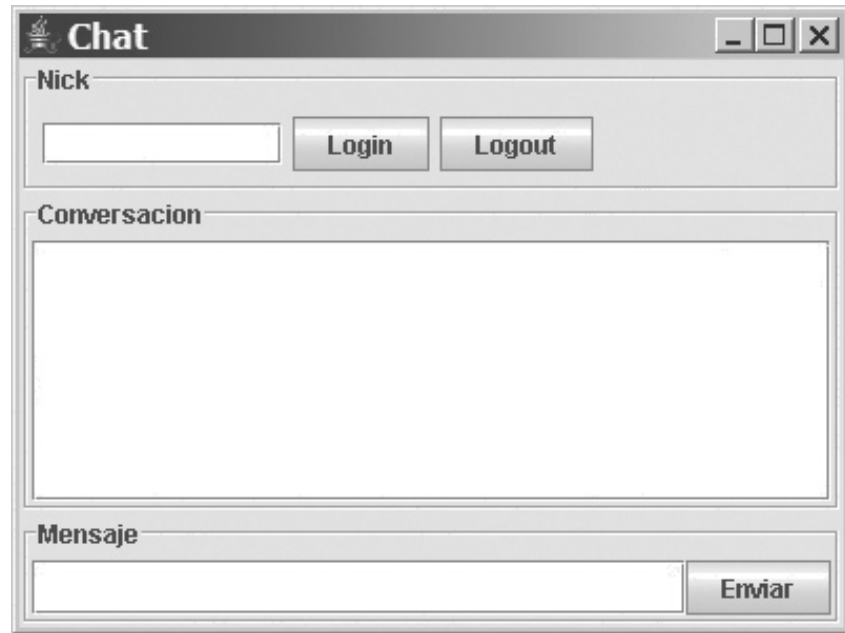 Chat
Nick
Login Logout
Conversacion
Mensaje
Enviar